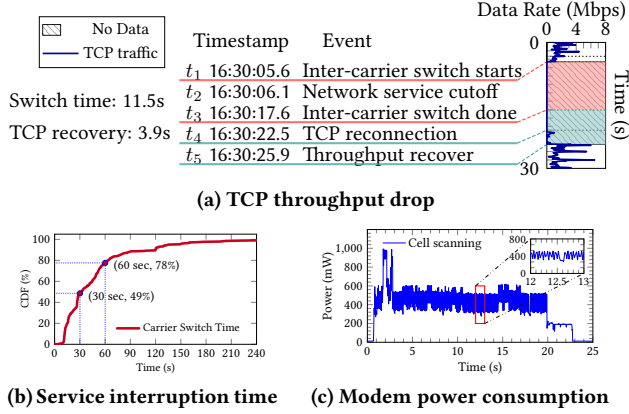 Data Rate (Mbps)
No Data
TCP traffic
Timestamp Event
0 4 8
t1 16:30:05.6 Inter-carrier switch starts
t2 16:30:06.1 Network service cutoff
t3 16:30:17.6 Inter-carrier switch done
t4 16:30:22.5 TCP reconnection
t5 16:30:25.9 Throughput recover
Switch time: 11.5s
TCP recovery: 3.9s
0
30
Time (s)
(a) TCP throughput drop
CDF (%)
100
80
60
40
20
0
(60 sec, 78%)
(30 sec, 49%)
Carrier Switch Time
0 30 60 90 120 150 180 210 240
Time (s)
(b) Service interruption time
Power (mW)
1,000
800
600
400
200
0
Cell scanning
800
400
0
12 12.5 13
0 5 10 15 20 25
Time (s)
(c) Modem power consumption